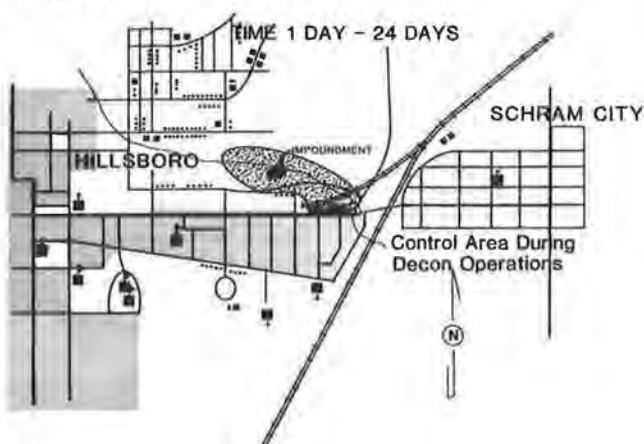 TIME 1 DAY - 24 DAYS
SCHRAM CITY
IMPOUNDMENT
HILLSBORO
Control Area During
Decon Operations
N